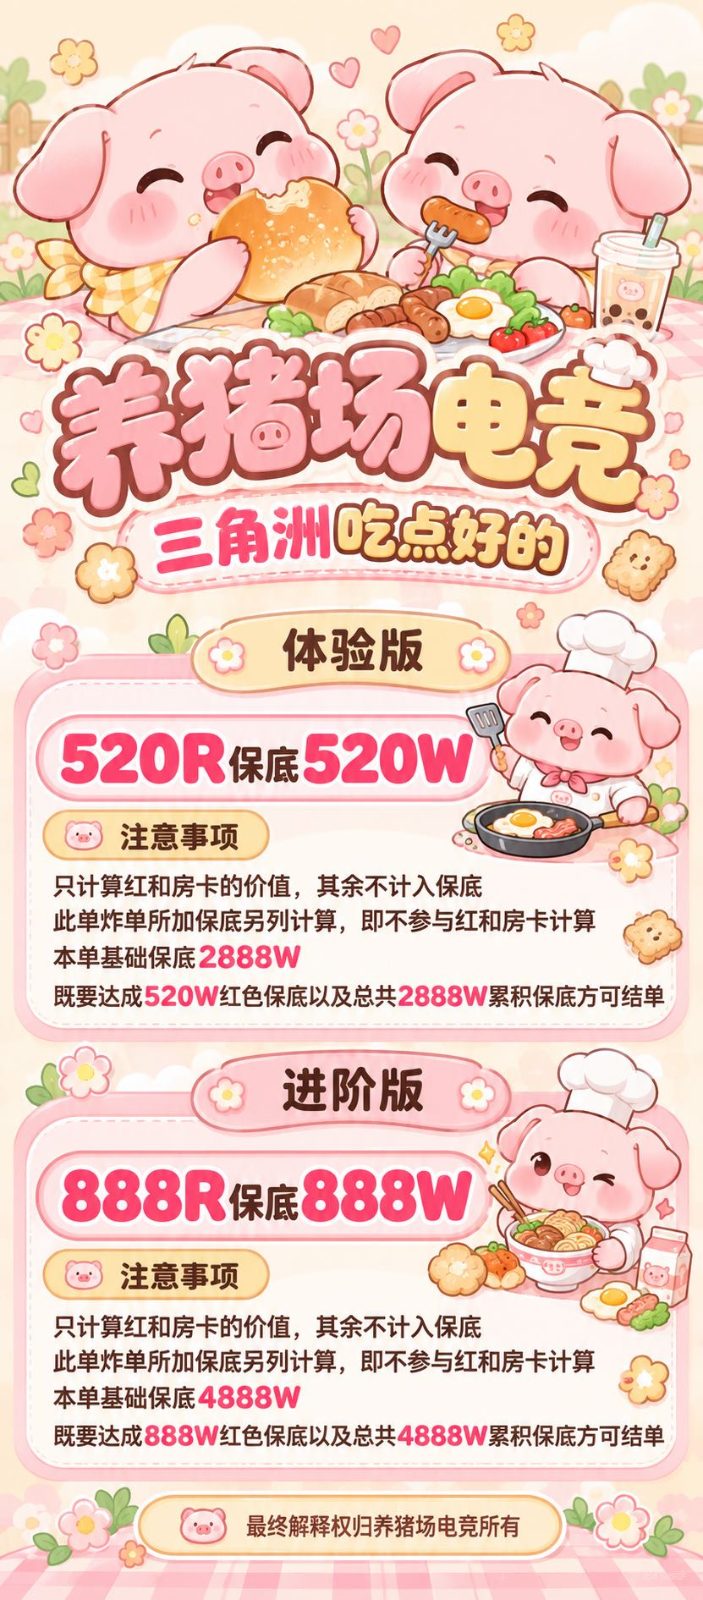 养猪场电竞
三角洲吃点好的
体验版
520R保底520W
注意事项
只计算红和房卡的价值，其余不计入保底
此单炸单所加保底另列计算，即不参与红和房卡计算
本单基础保底2888W
既要达成520W红色保底以及总共2888W累积保底方可结单
进阶版
888R保底888W
注意事项
只计算红和房卡的价值，其余不计入保底
此单炸单所加保底另列计算，即不参与红和房卡计算
本单基础保底4888W
既要达成888W红色保底以及总共4888W累积保底方可结单
最终解释权归养猪场电竞所有